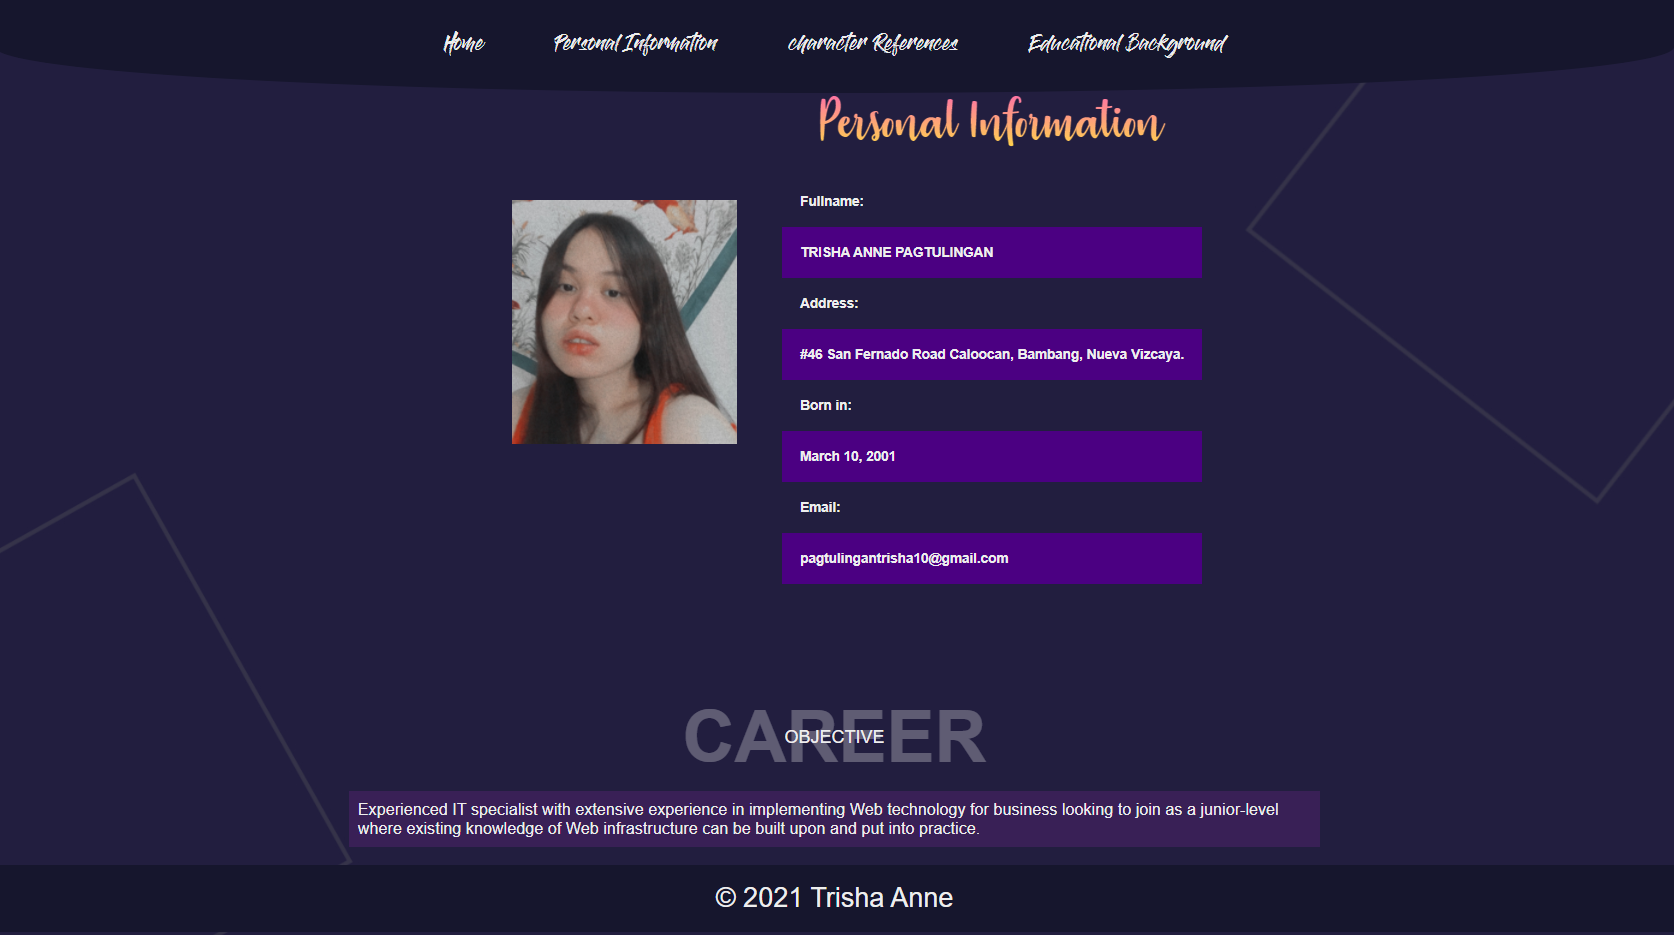 Home Personal Information character References Educational Background
Personal Information
Fullname:
TRISHA ANNE PAGTULINGAN
Address:
#46 San Fernado Road Caloocan, Bambang, Nueva Vizcaya.
Born in:
March 10, 2001
Email:
pagtulingantrisha10@gmail.com
CAREER
OBJECTIVE
Experienced IT specialist with extensive experience in implementing Web technology for business looking to join as a junior-level
where existing knowledge of Web infrastructure can be built upon and put into practice.
© 2021 Trisha Anne